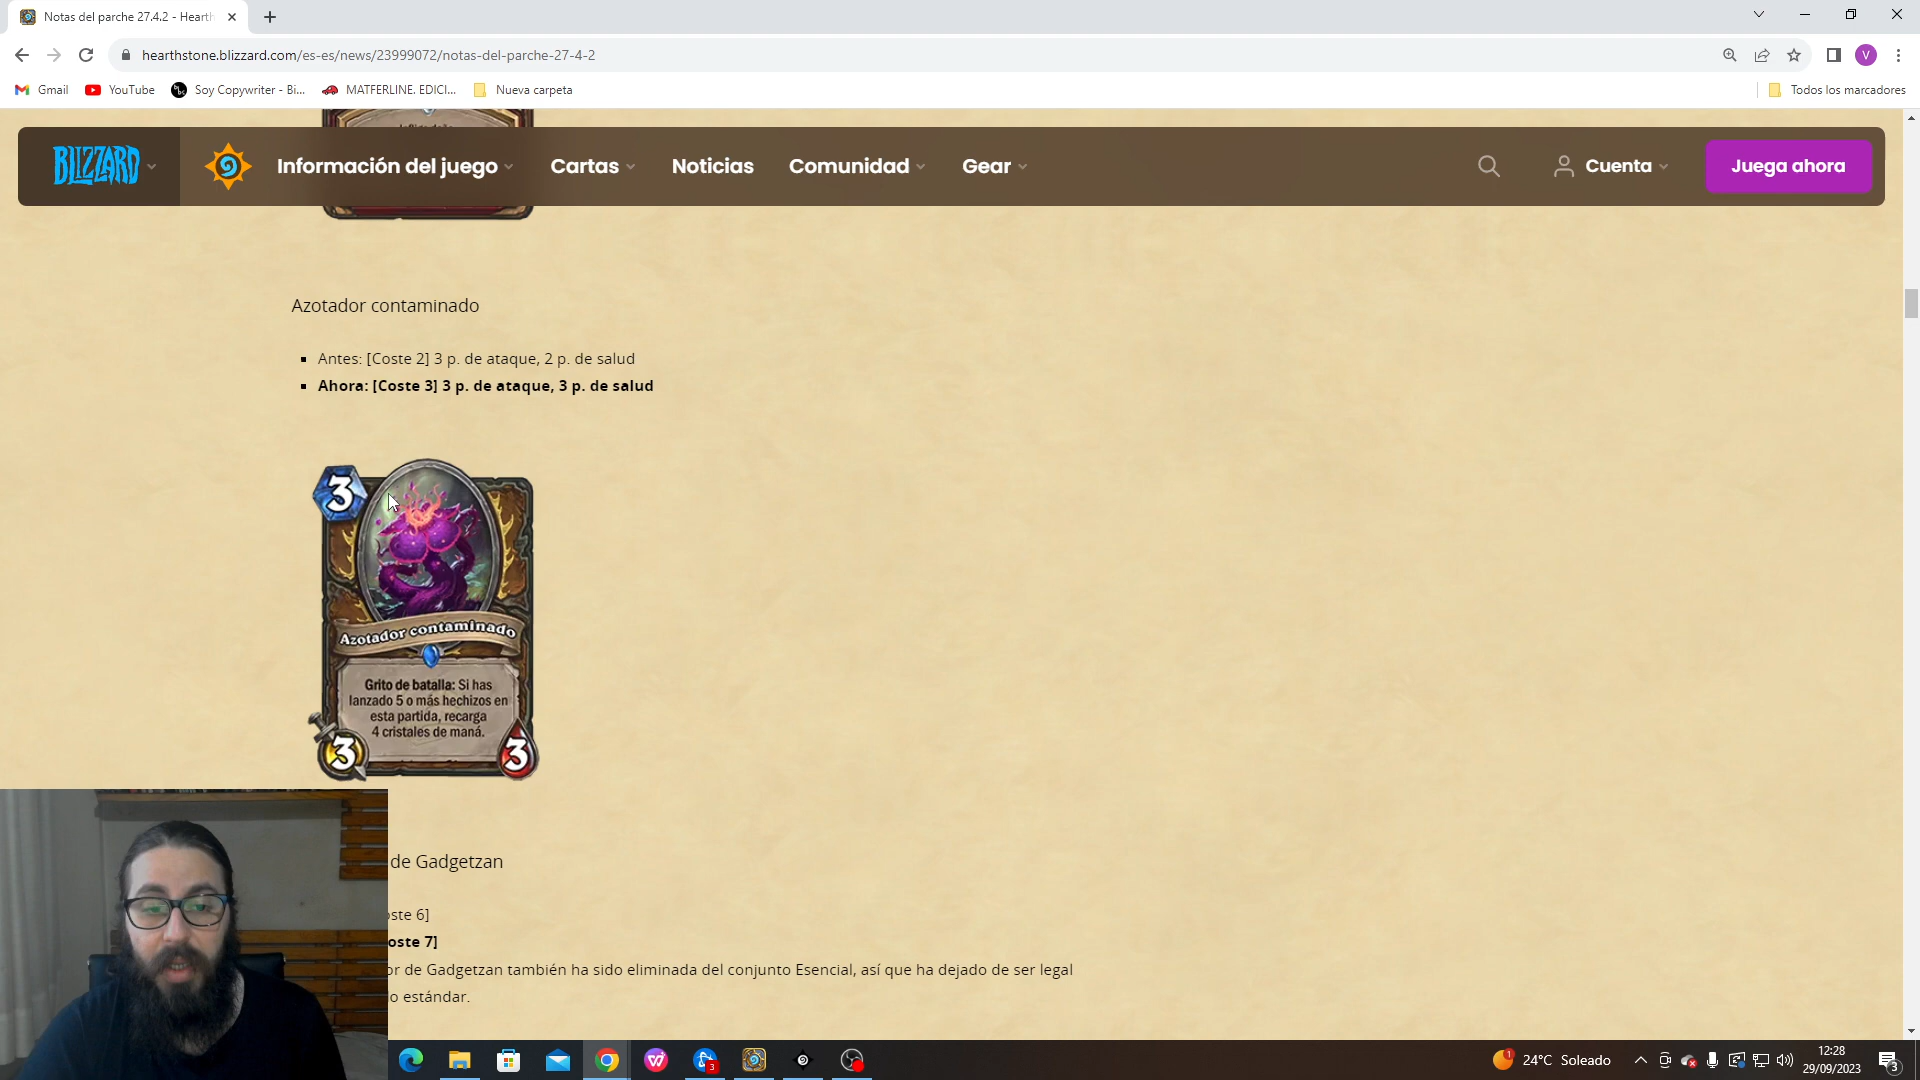 Notas del parche 27.4.2 - Hearth
hearthstone.blizzard.com/es-es/news/23999072/notas-del-parche-27-4-2
V
Gmail
YouTube
Soy Copywriter - Bi...
MATFERLINE. EDICI...
Nueva carpeta
Todos los marcadores
BLIZZARD
Información del juego
Cartas
Noticias
Comunidad
Gear
Cuenta
Juega ahora
Azotador contaminado
Antes: [Coste 2] 3 p. de ataque, 2 p. de salud
Ahora: [Coste 3] 3 p. de ataque, 3 p. de salud
3
Azotador contaminado
Grito de batalla: Si has
lanzado 5 o más hechizos en
esta partida, recarga
4 cristales de maná.
3
3
de Gadgetzan
oste 6]
oste 7]
or de Gadgetzan también ha sido eliminada del conjunto Esencial, así que ha dejado de ser legal
o estándar.
3
1
24°C Soleado
12:28
29/09/2023
3